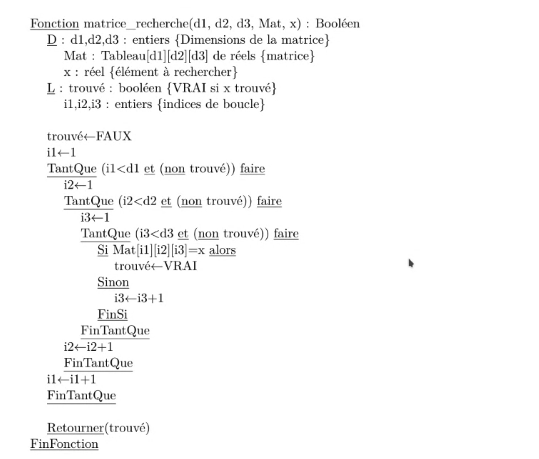 Fonction matrice_recherche(d1, d2, d3, Mat, x) : Booléen
D : d1,d2,d3 : entiers {Dimensions de la matrice}
Mat : Tableau[d1][d2][d3] de réels {matrice}
x : réel {élément à rechercher}
L : trouvé : booléen {VRAI si x trouvé}
i1,i2,i3 : entiers {indices de boucle}
trouvé←FAUX
i1←1
TantQue (i1<d1 et (non trouvé)) faire
i2←1
TantQue (i2<d2 et (non trouvé)) faire
i3←1
TantQue (i3<d3 et (non trouvé)) faire
Si Mat[i1][i2][i3]=x alors
trouvé←VRAI
Sinon
i3←i3+1
FinSi
FinTantQue
i2←i2+1
FinTantQue
i1←i1+1
FinTantQue
Retourner(trouvé)
FinFonction